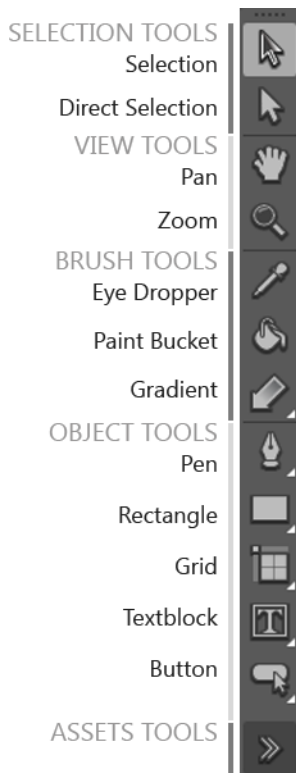 SELECTION TOOLS
Selection
Direct Selection
VIEW TOOLS
Pan
Zoom
BRUSH TOOLS
Eye Dropper
Paint Bucket
Gradient
OBJECT TOOLS
Pen
Rectangle
Grid
Textblock
T
Button
ASSETS TOOLS